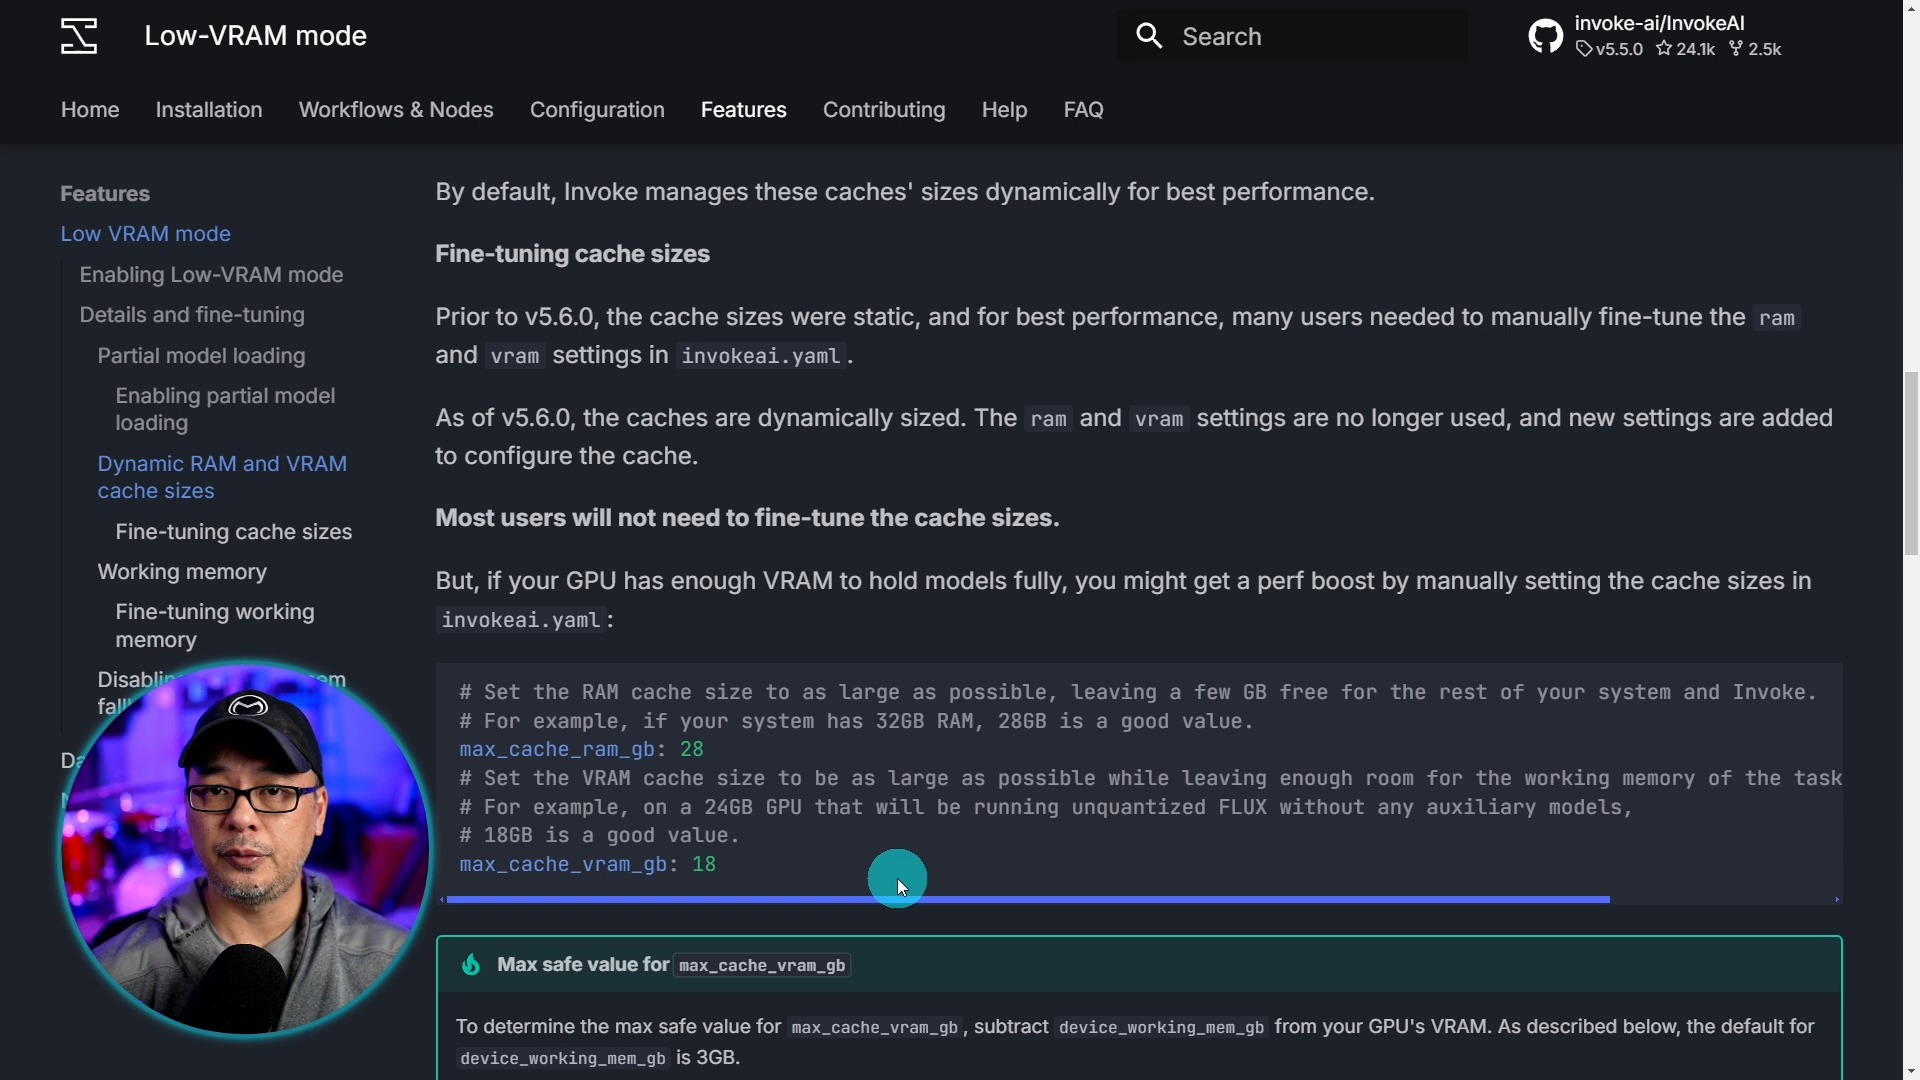 Low-VRAM mode
Search
invoke-ai/InvokeAI
v5.5.0 24.1k 2.5k
Home Installation Workflows & Nodes Configuration Features Contributing Help FAQ
Features
Low VRAM mode
Enabling Low-VRAM mode
Details and fine-tuning
Partial model loading
Enabling partial model
loading
Dynamic RAM and VRAM
cache sizes
Fine-tuning cache sizes
Working memory
Fine-tuning working
memory
By default, Invoke manages these caches' sizes dynamically for best performance.
Fine-tuning cache sizes
Prior to v5.6.0, the cache sizes were static, and for best performance, many users needed to manually fine-tune the ram
and vram settings in invokeai.yaml.
As of v5.6.0, the caches are dynamically sized. The ram and vram settings are no longer used, and new settings are added
to configure the cache.
Most users will not need to fine-tune the cache sizes.
But, if your GPU has enough VRAM to hold models fully, you might get a perf boost by manually setting the cache sizes in
invokeai.yaml:
# Set the RAM cache size to as large as possible, leaving a few GB free for the rest of your system and Invoke.
# For example, if your system has 32GB RAM, 28GB is a good value.
max_cache_ram_gb: 28
# Set the VRAM cache size to be as large as possible while leaving enough room for the working memory of the task
# For example, on a 24GB GPU that will be running unquantized FLUX without any auxiliary models,
# 18GB is a good value.
max_cache_vram_gb: 18
Max safe value for max_cache_vram_gb
To determine the max safe value for max_cache_vram_gb, subtract device_working_mem_gb from your GPU's VRAM. As described below, the default for
device_working_mem_gb is 3GB.